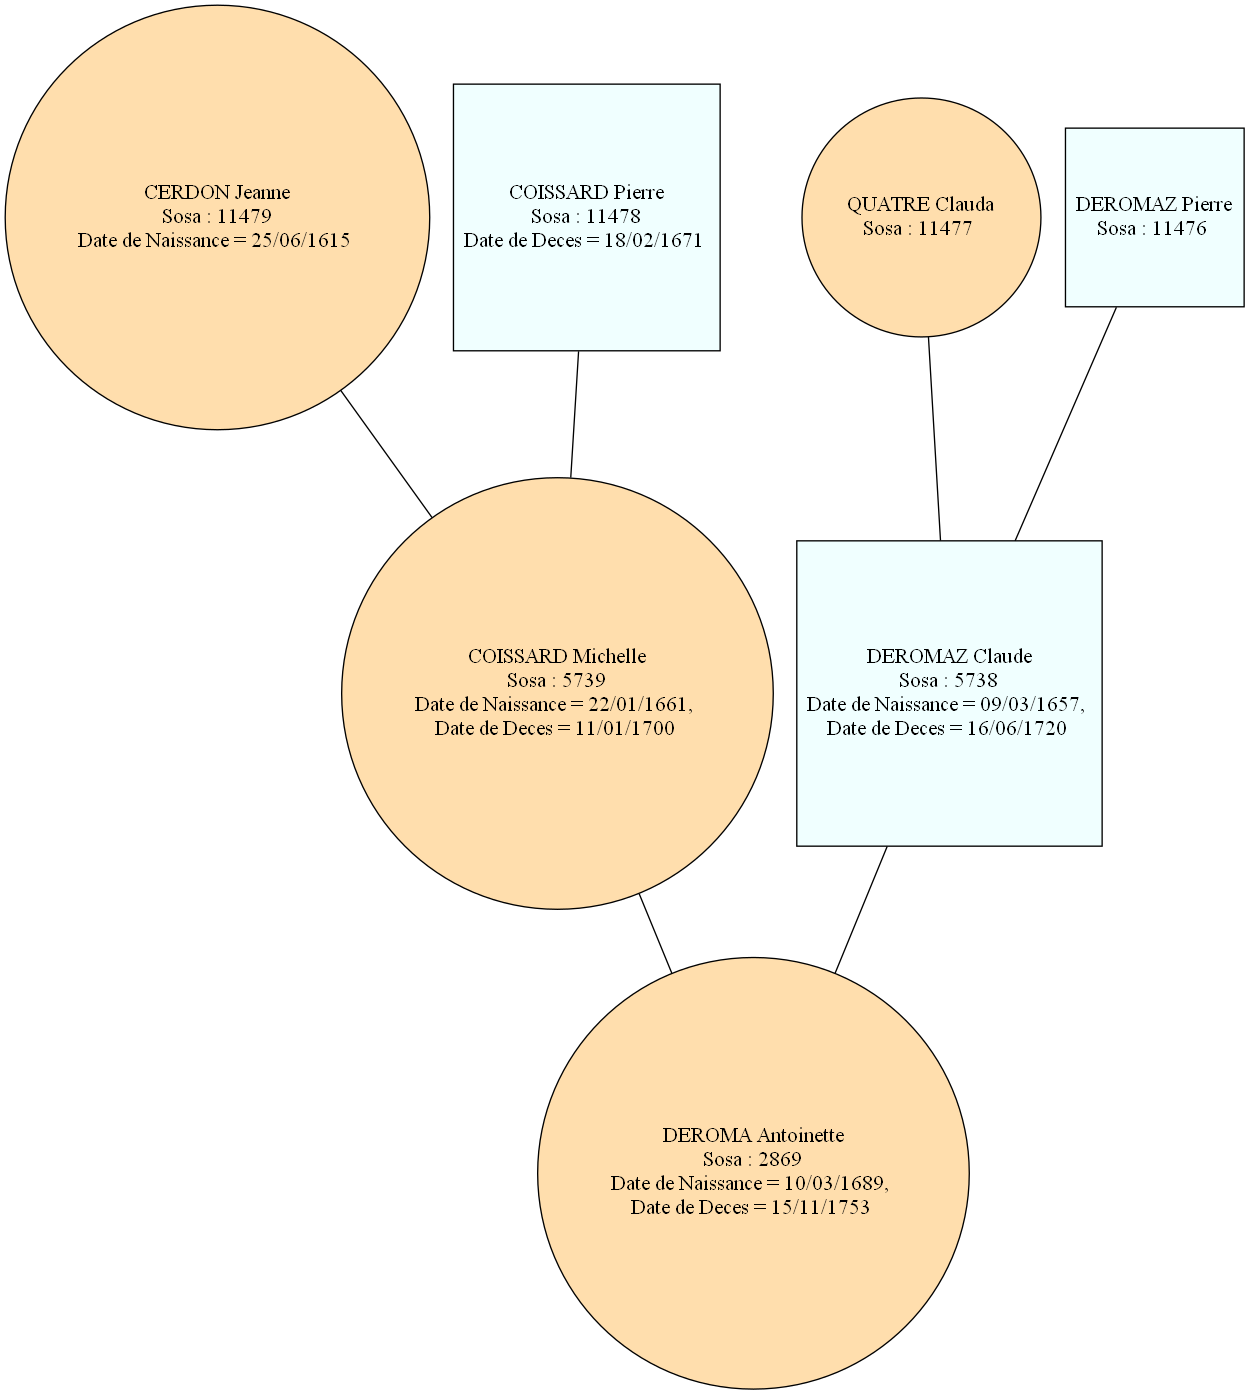 CERDON Jeanne
Sosa : 11479
Date de Naissance = 25/06/1615
COISSARD Pierre
Sosa : 11478
Date de Deces = 18/02/1671
QUATRE Clauda
Sosa : 11477
DEROMAZ Pierre
Sosa : 11476
COISSARD Michelle
Sosa : 5739
Date de Naissance = 22/01/1661,
Date de Deces = 11/01/1700
DEROMAZ Claude
Sosa : 5738
Date de Naissance = 09/03/1657,
Date de Deces = 16/06/1720
DEROMA Antoinette
Sosa : 2869
Date de Naissance = 10/03/1689,
Date de Deces = 15/11/1753